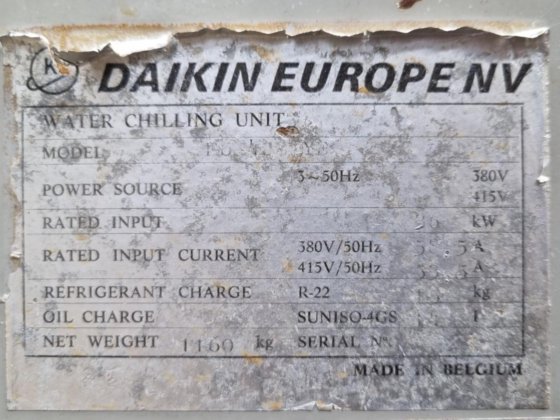 K DAIKIN EUROPE NV
WATER CHILLING UNIT
MODEL
POWER SOURCE 3~50Hz 380V
415V
RATED INPUT kW
RATED INPUT CURRENT 380V/50Hz A
415V/50Hz A
REFRIGERANT CHARGE R-22 kg
OIL CHARGE SUNISO-4GS l
NET WEIGHT 1160 kg SERIAL Nº
MADE IN BELGIUM